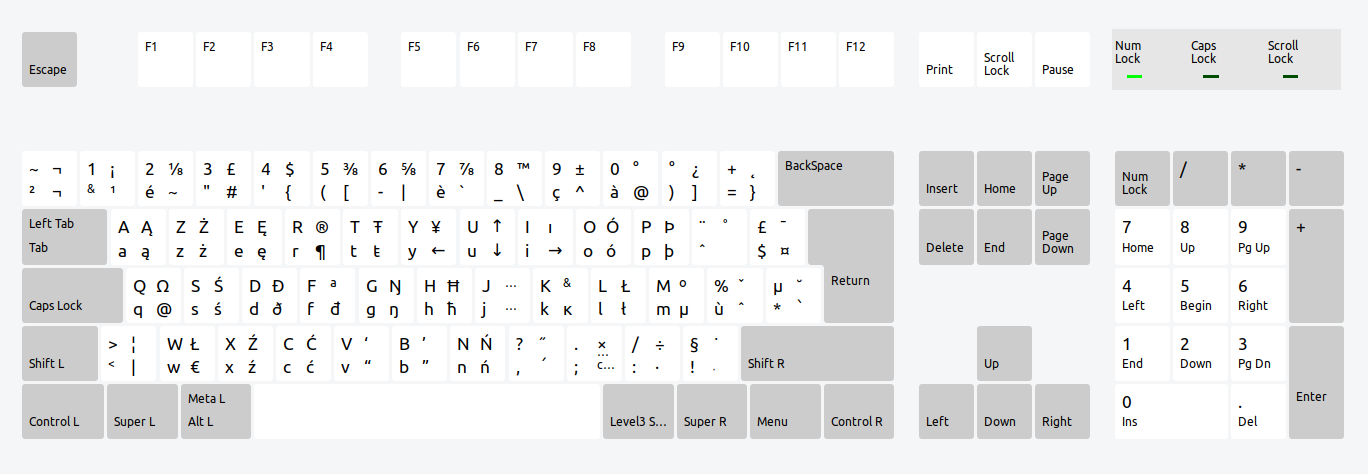 Escape F1 F2 F3 F4 F5 F6 F7 F8 F9 F10 F11 F12 Print Scroll Lock Pause Num Lock Caps Lock Scroll Lock
~ ¬ 1 ¡ 2 ⅛ 3 £ 4 $ 5 ⅜ 6 ⅝ 7 ⅞ 8 ™ 9 ± 0 ° ° ¿ + ˛ BackSpace Insert Home Page Up Num Lock / * -
² ¬ & ¹ é ~ " # ' { ( [ - | è ` _ \ ç ^ à @ ) ] = }
Left Tab A Ą Z Ż E Ę R ® T Ŧ Y ¥ U ↑ I ı O Ó P Þ ¨ ° £ ¯ Delete End Page Down 7 8 9 +
Tab a ą z ż e ę r ¶ t ŧ y ← u ↓ i → o ó p þ ˆ $ ¤ Home Up Pg Up
Q Ω S Ś D Ð F ª G Ŋ H Ħ J ... K & L Ł M º % ˇ µ ˘ Return 4 5 6
Caps Lock q @ s ś d ð f đ g ŋ h ħ j ... k ĸ l ł m µ ù ˆ * ` Left Begin Right
> ¦ W Ł X Ź C Ć V ‘ B ’ N Ń ? ˝ . × / ÷ § ˙ 1 2 3
Shift L < | w € x ź c ć v “ b ” n ń , ´ ; ... c... : · ! . Shift R Up End Down Pg Dn
Meta L 0 . Enter
Control L Super L Alt L Level3 S... Super R Menu Control R Left Down Right Ins Del